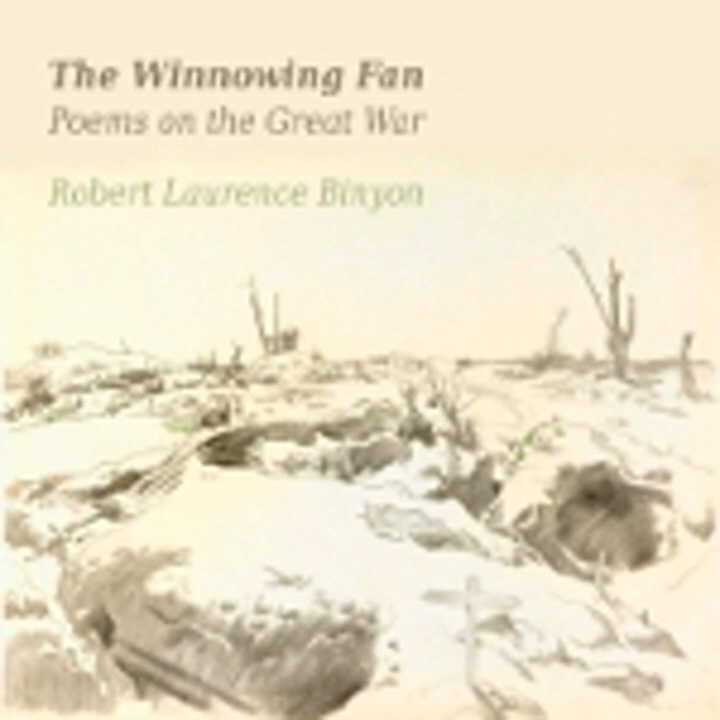 The Winnowing Fan
Poems on the Great War
Robert Laurence Binyon